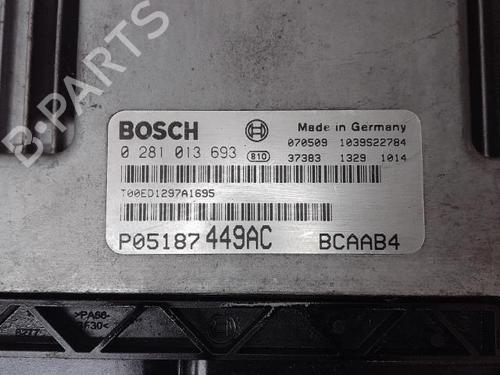 B-PARTS
BOSCH
Made in Germany
0 281 013 693
810
070509 1039S22784
37383 1329 1014
T00ED1297A1695
P05187449AC
BCAAB4
>PA66-